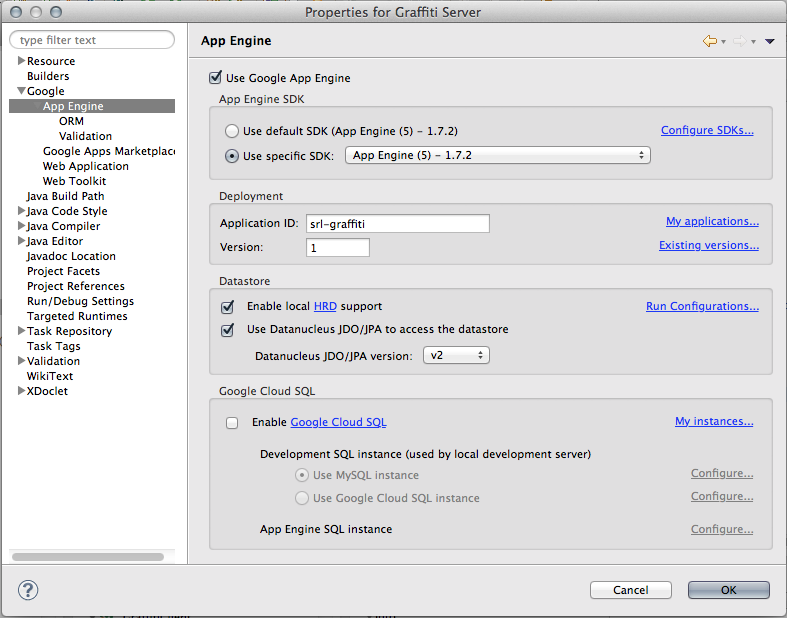 Properties for Graffiti Server
type filter text
Resource
Builders
Google
App Engine
ORM
Validation
Google Apps Marketplace
Web Application
Web Toolkit
Java Build Path
Java Code Style
Java Compiler
Java Editor
Javadoc Location
Project Facets
Project References
Run/Debug Settings
Targeted Runtimes
Task Repository
Task Tags
Validation
WikiText
XDoclet
App Engine
Use Google App Engine
App Engine SDK
Use default SDK (App Engine (5) - 1.7.2)
Configure SDKs...
Use specific SDK: App Engine (5) - 1.7.2
Deployment
Application ID: srl-graffiti
My applications...
Version: 1
Existing versions...
Datastore
Enable local HRD support
Run Configurations...
Use Datanucleus JDO/JPA to access the datastore
Datanucleus JDO/JPA version: v2
Google Cloud SQL
Enable Google Cloud SQL
My instances...
Development SQL instance (used by local development server)
Use MySQL instance
Configure...
Use Google Cloud SQL instance
Configure...
App Engine SQL instance
Configure...
?
Cancel
OK